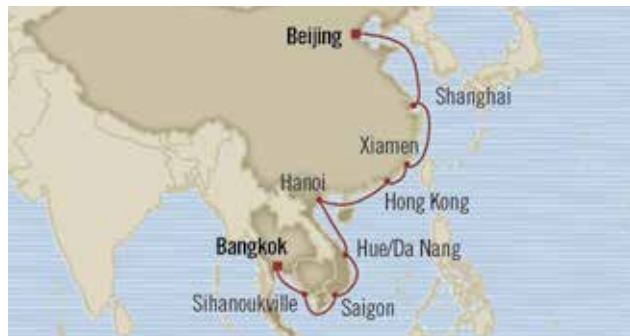 Beijing
Shanghai
Xiamen
Hanoi
Hong Kong
Bangkok
Hue/Da Nang
Sihanoukville
Saigon